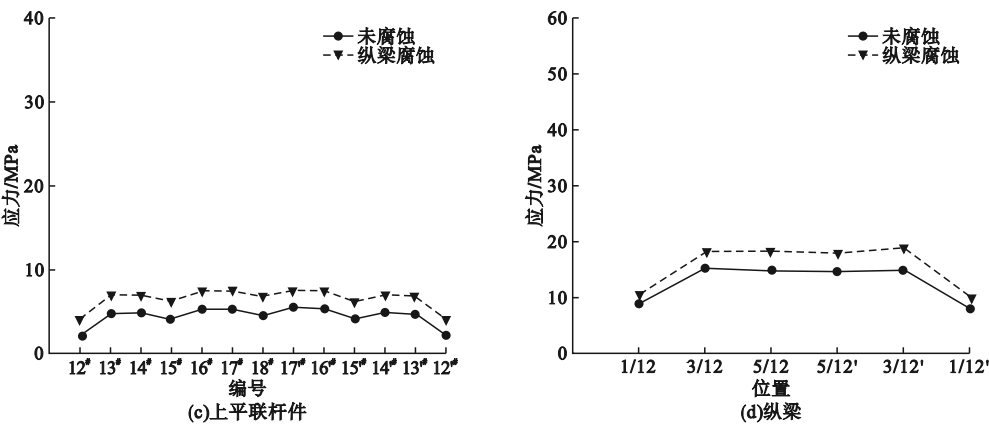 40
30
20
10
0
应力/MPa
未腐蚀
纵梁腐蚀
12# 13# 14# 15# 16# 17# 18# 17'# 16'# 15'# 14'# 13'# 12'#
编号
(c)上平联杆件
60
50
40
30
20
10
0
应力/MPa
未腐蚀
纵梁腐蚀
1/12 3/12 5/12 5/12' 3/12' 1/12'
位置
(d)纵梁